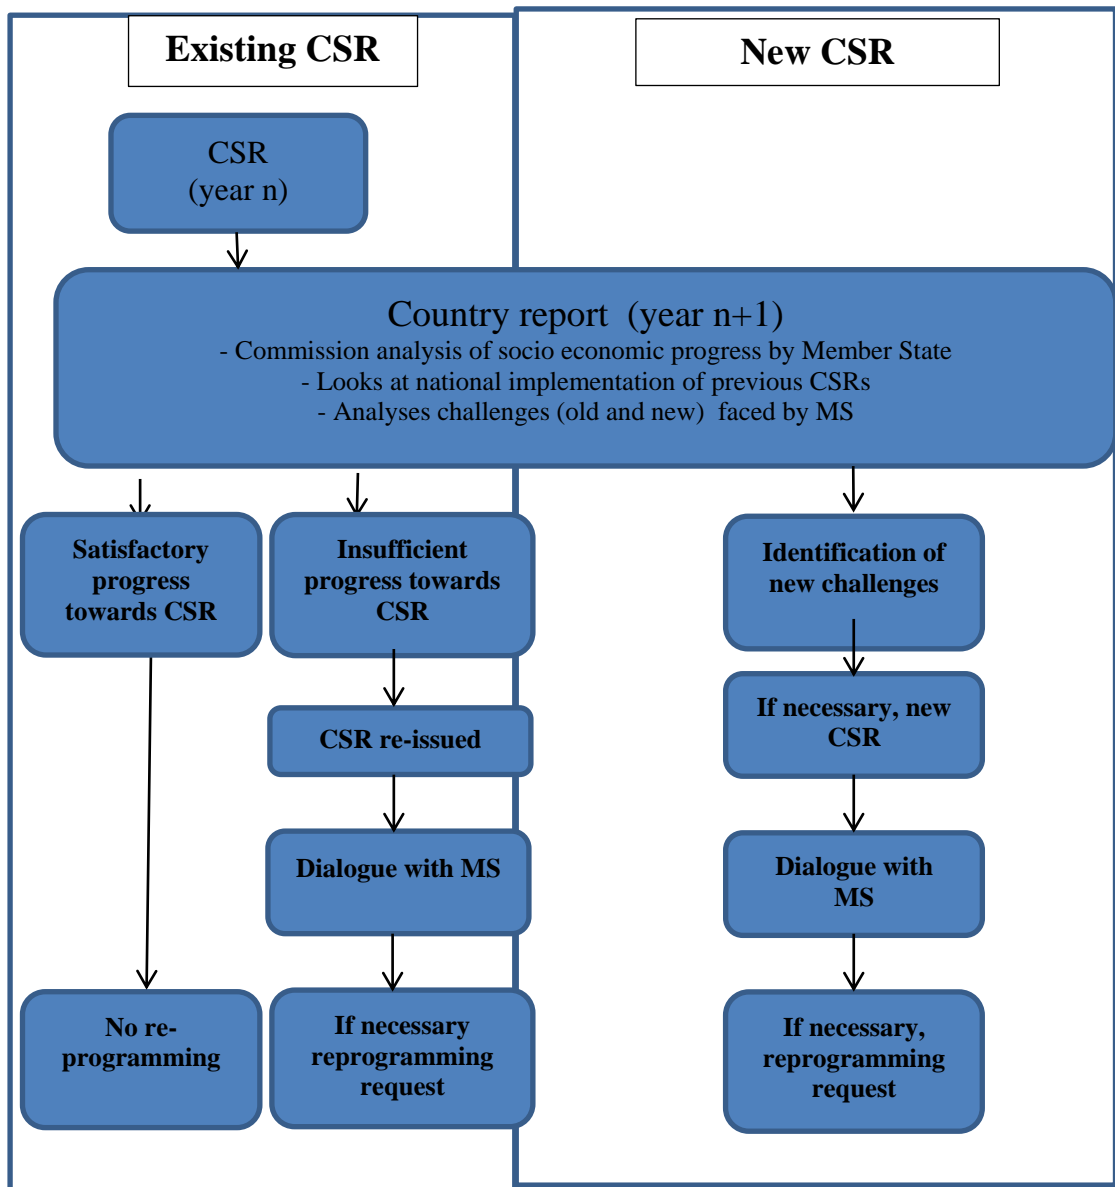 Existing CSR
New CSR
CSR
(year n)
Country report  (year n+1)
- Commission analysis of socio economic progress by Member State
- Looks at national implementation of previous CSRs
- Analyses challenges (old and new)  faced by MS
Satisfactory
progress
towards CSR
Insufficient
progress towards
CSR
Identification of
new challenges
CSR re-issued
If necessary, new
CSR
Dialogue with MS
Dialogue with
MS
No re-
programming
If necessary
reprogramming
request
If necessary,
reprogramming
request